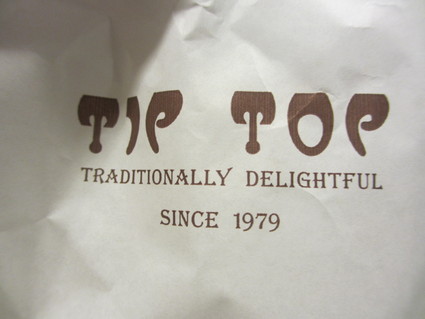 TIP TOP
TRADITIONALLY DELIGHTFUL
SINCE 1979